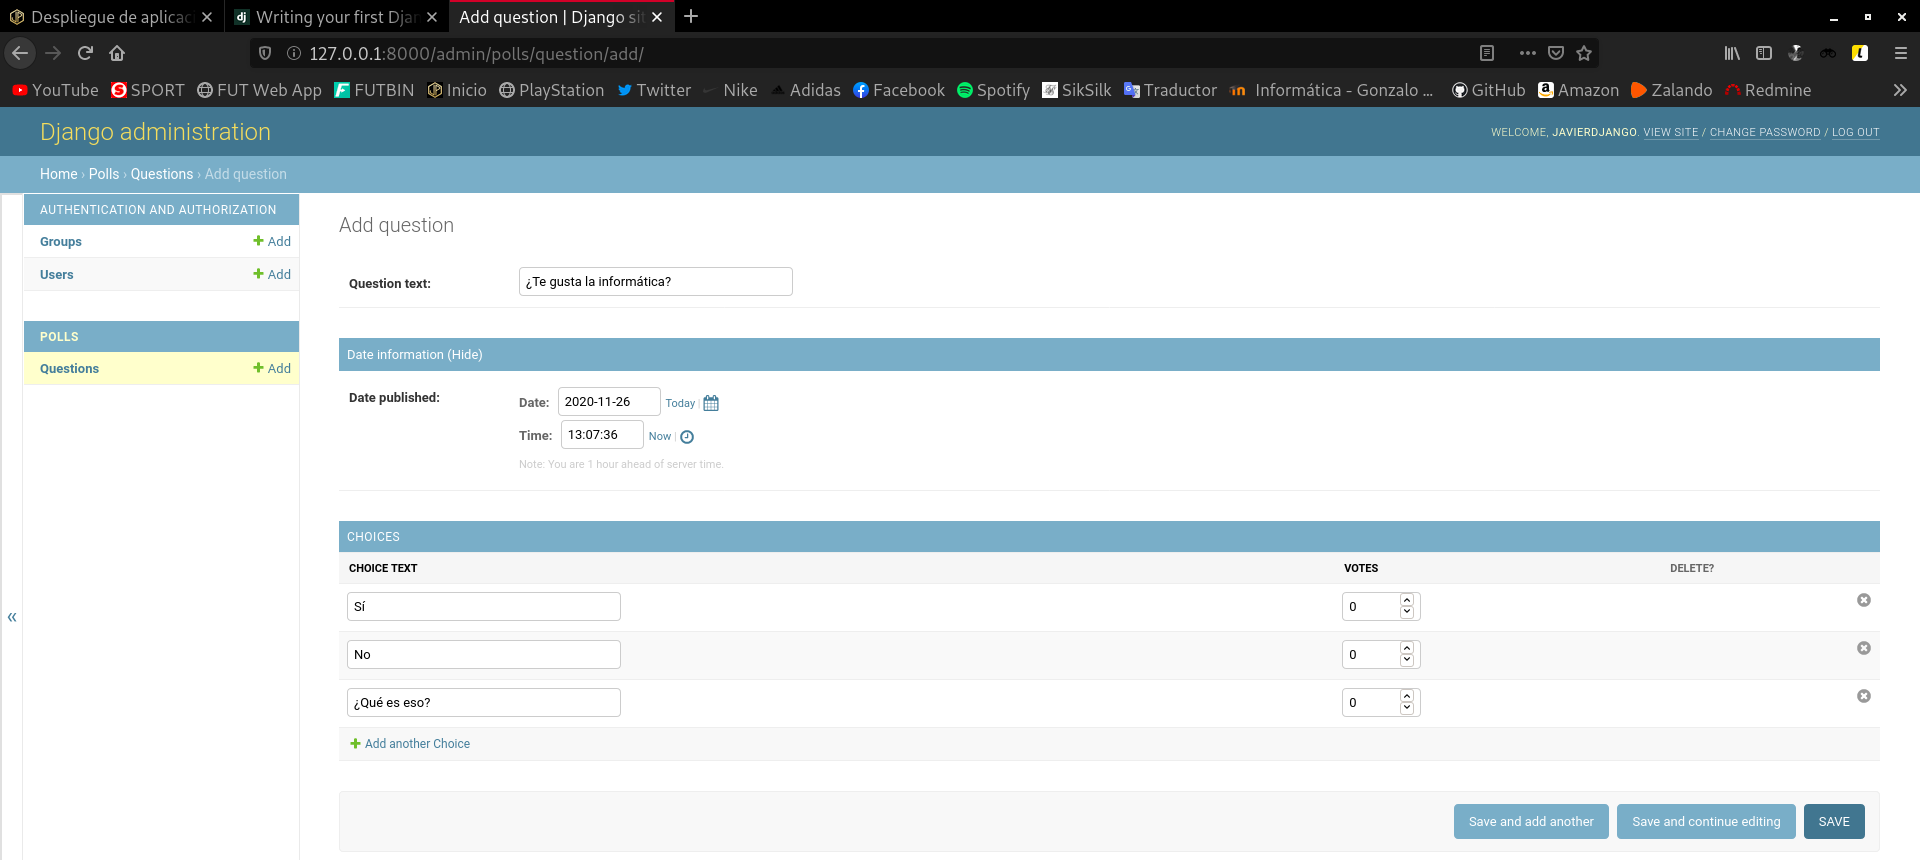 Despliegue de aplicac
Writing your first Djan
Add question | Django sit
127.0.0.1:8000/admin/polls/question/add/
YouTube SPORT FUT Web App FUTBIN Inicio PlayStation Twitter Nike Adidas Facebook Spotify SikSilk Traductor Informática - Gonzalo ... GitHub Amazon Zalando Redmine
Django administration
WELCOME, JAVIERDJANGO. VIEW SITE / CHANGE PASSWORD / LOG OUT
Home › Polls › Questions › Add question
AUTHENTICATION AND AUTHORIZATION
Groups Add
Users Add
POLLS
Questions Add
Add question
Question text: ¿Te gusta la informática?
Date information (Hide)
Date published:
Date: 2020-11-26 Today
Time: 13:07:36 Now
Note: You are 1 hour ahead of server time.
CHOICES
CHOICE TEXT VOTES DELETE?
Sí 0
No 0
¿Qué es eso? 0
Add another Choice
Save and add another Save and continue editing SAVE